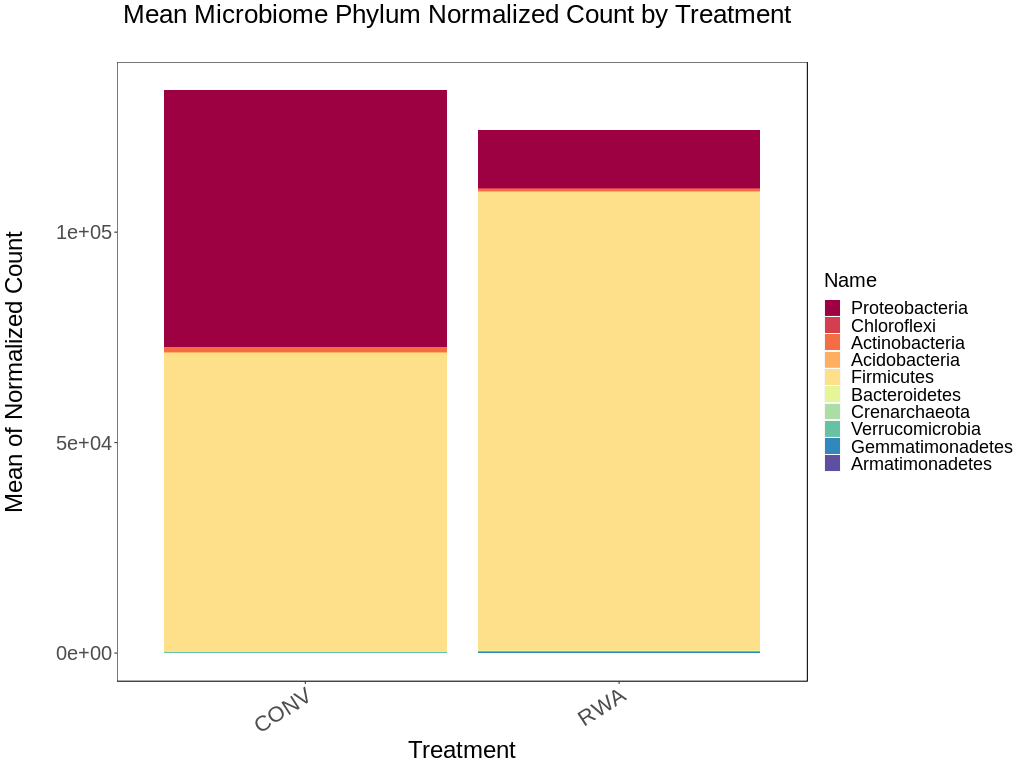 Mean Microbiome Phylum Normalized Count by Treatment
Mean of Normalized Count
1e+05
5e+04
0e+00
CONV
RWA
Treatment
Name
Proteobacteria
Chloroflexi
Actinobacteria
Acidobacteria
Firmicutes
Bacteroidetes
Crenarchaeota
Verrucomicrobia
Gemmatimonadetes
Armatimonadetes